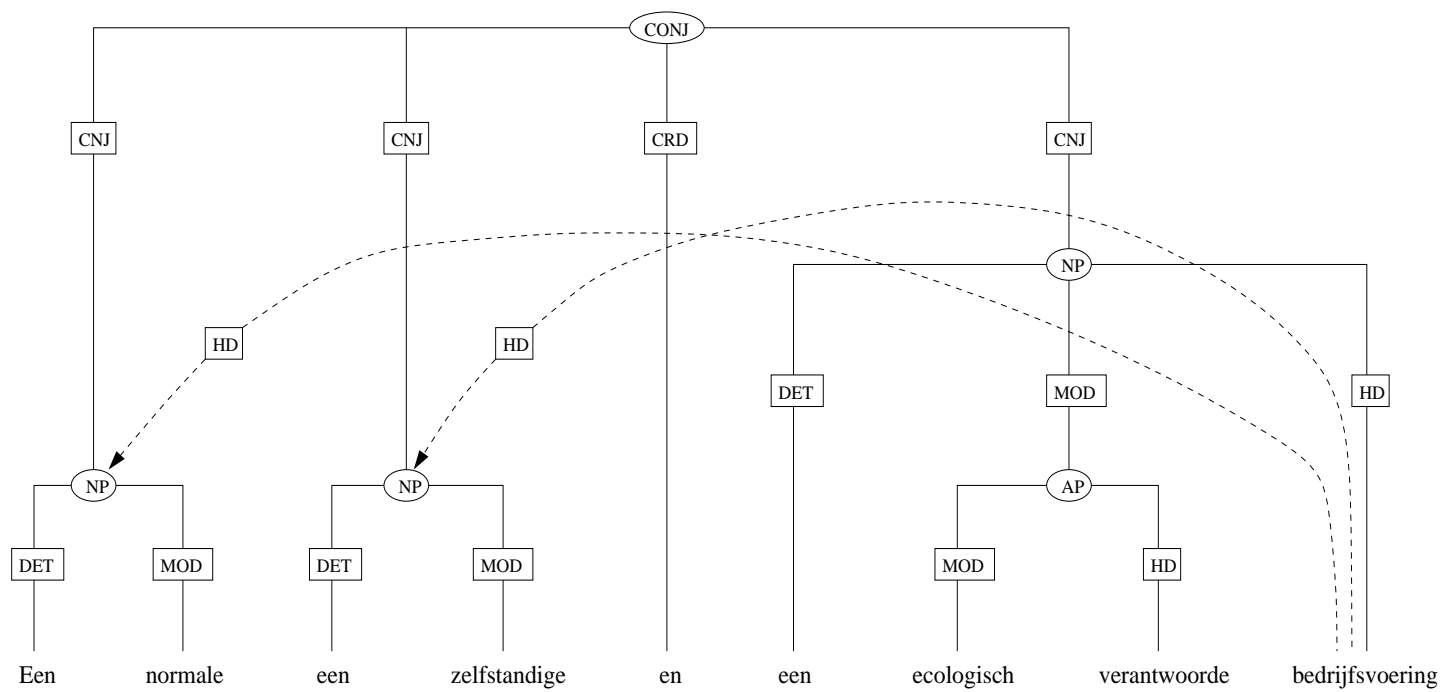 CONJ
CNJ CNJ CRD CNJ
NP
HD HD
DET MOD HD
NP NP AP
DET MOD DET MOD MOD HD
Een normale een zelfstandige en een ecologisch verantwoorde bedrijfsvoering